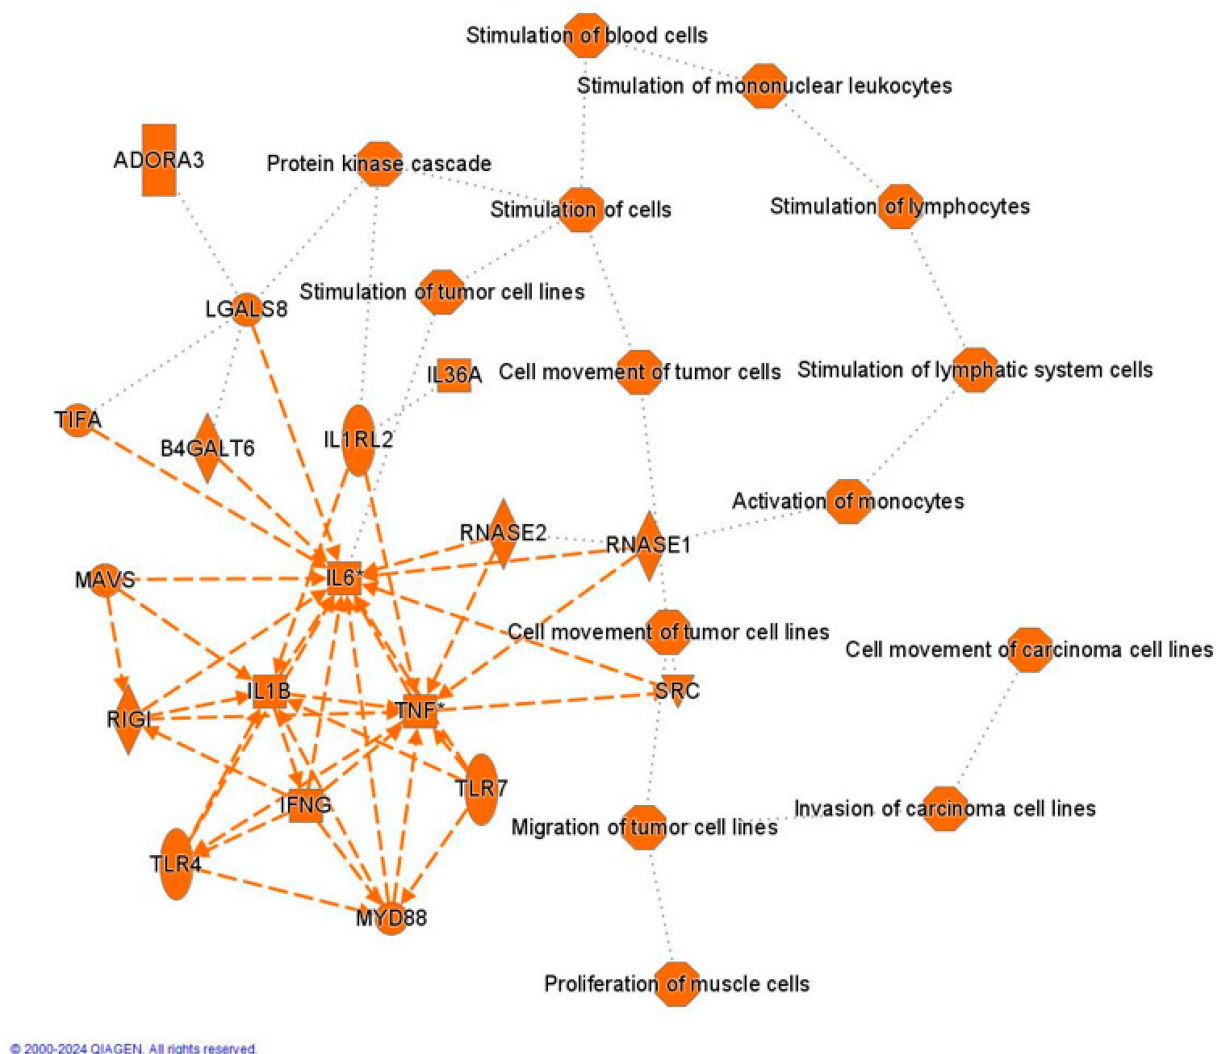 Stimulation of blood cells
Stimulation of mononuclear leukocytes
ADORA3
Protein kinase cascade
Stimulation of cells
Stimulation of lymphocytes
Stimulation of tumor cell lines
LGALS8
IL36A
Cell movement of tumor cells
Stimulation of lymphatic system cells
TIFA
B4GALT6
IL1RL2
Activation of monocytes
RNASE2
RNASE1
MAVS
IL6*
Cell movement of tumor cell lines
Cell movement of carcinoma cell lines
IL1B
SRC
RIGI
TNF*
TLR7
IFNG
Invasion of carcinoma cell lines
Migration of tumor cell lines
TLR4
MYD88
Proliferation of muscle cells
© 2000-2024 QIAGEN. All rights reserved.